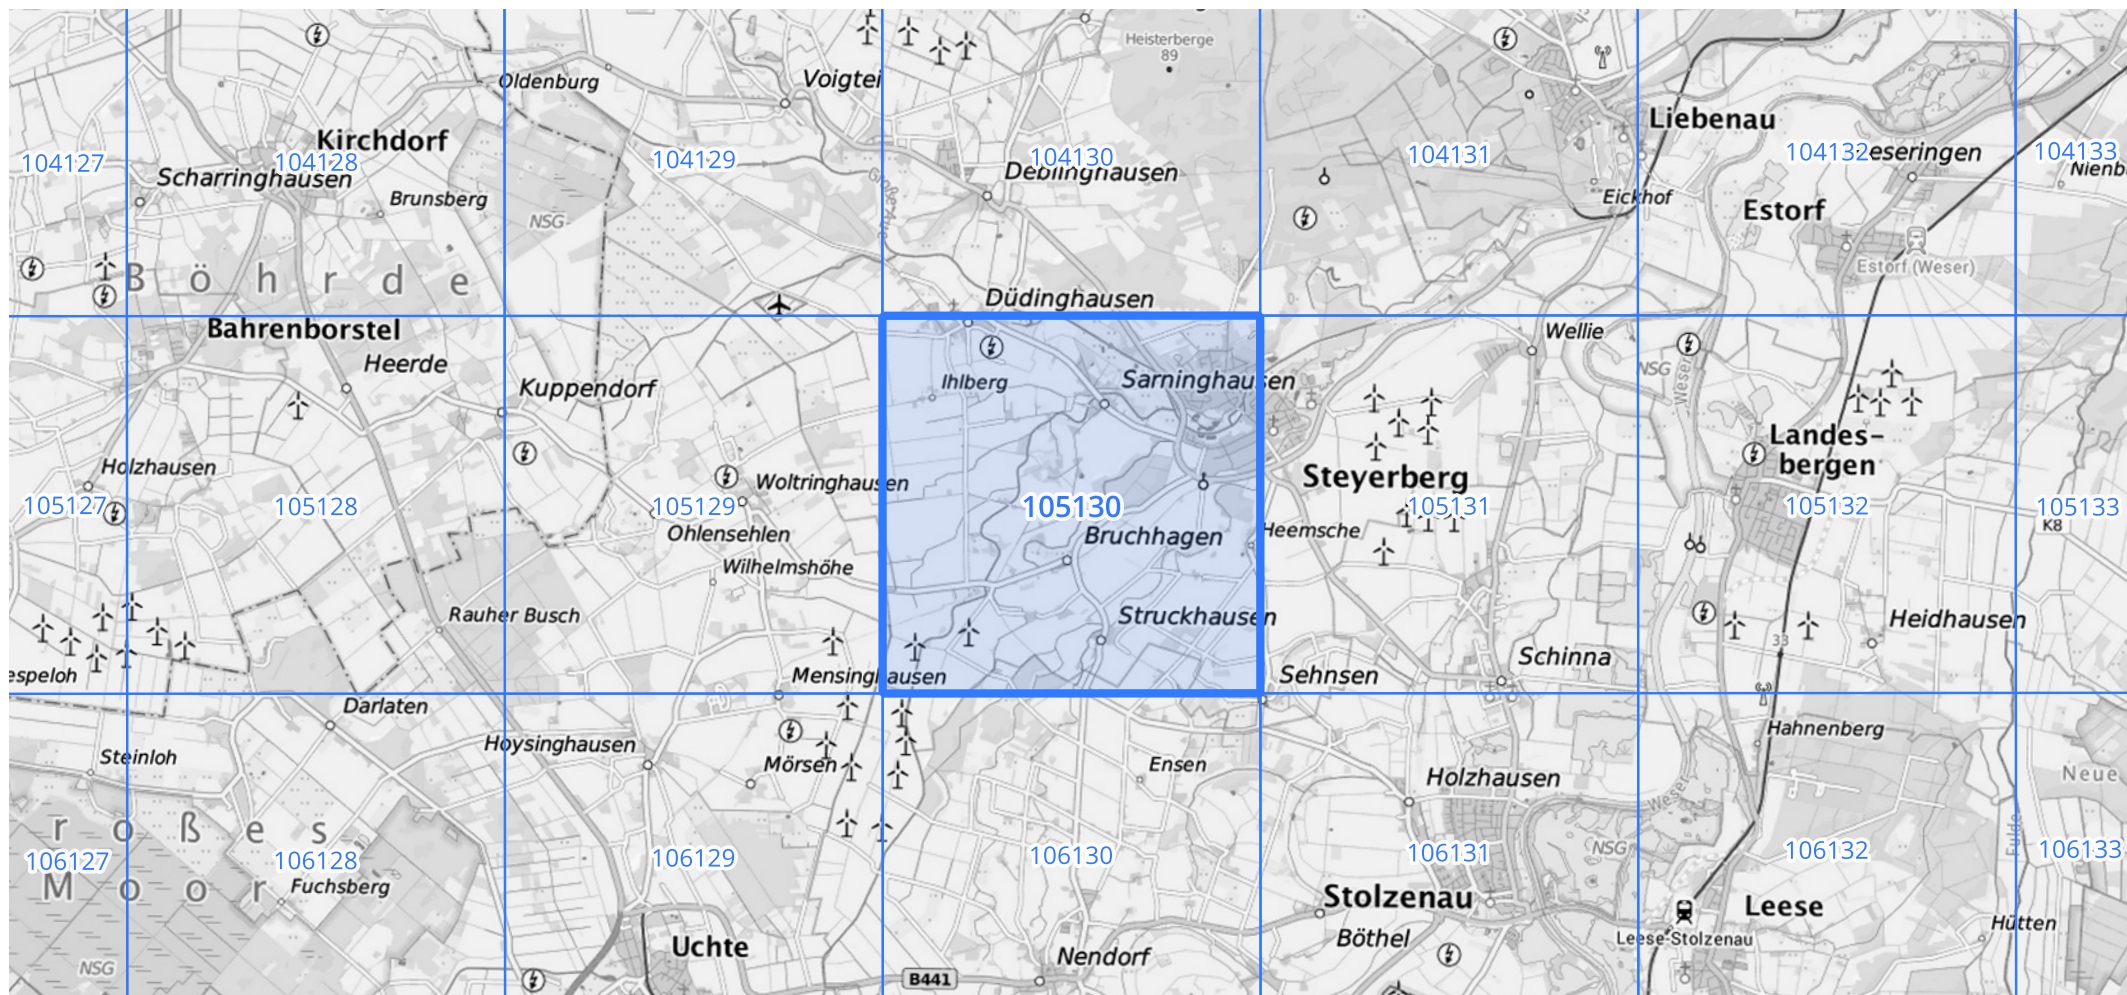 Heisterberge
89
Oldenburg
Voigtei
Liebenau
Kirchdorf
104127
104128
104129
104130
104131
104132
eseringen
104133
Scharringhausen
Deblinghausen
Nienb
Brunsberg
Eickhof
NSG
Estorf
Estorf (Weser)
Böhrde
Düdinghausen
Bahrenborstel
Wellie
Heerde
NSG
Weser
Kuppendorf
Ihlberg
Sarninghausen
Landes-
bergen
Holzhausen
Woltringhausen
Steyerberg
105127
105128
105129
105130
105131
105132
105133
K8
Ohlensehlen
Bruchhagen
Heemsche
Wilhelmshöhe
Rauher Busch
Struckhausen
Heidhausen
33
espeloh
Mensinghausen
Sehnsen
Schinna
Darlaten
Hahnenberg
Steinloh
Hoysinghausen
Mörsen
Ensen
Holzhausen
Weser
Neue
roßes
Moor
106127
106128
106129
106130
106131
NSG
106132
106133
Fuchsberg
Stolzenau
Leese
Hütten
Uchte
Böthel
Leese-Stolzenau
Nendorf
NSG
B441